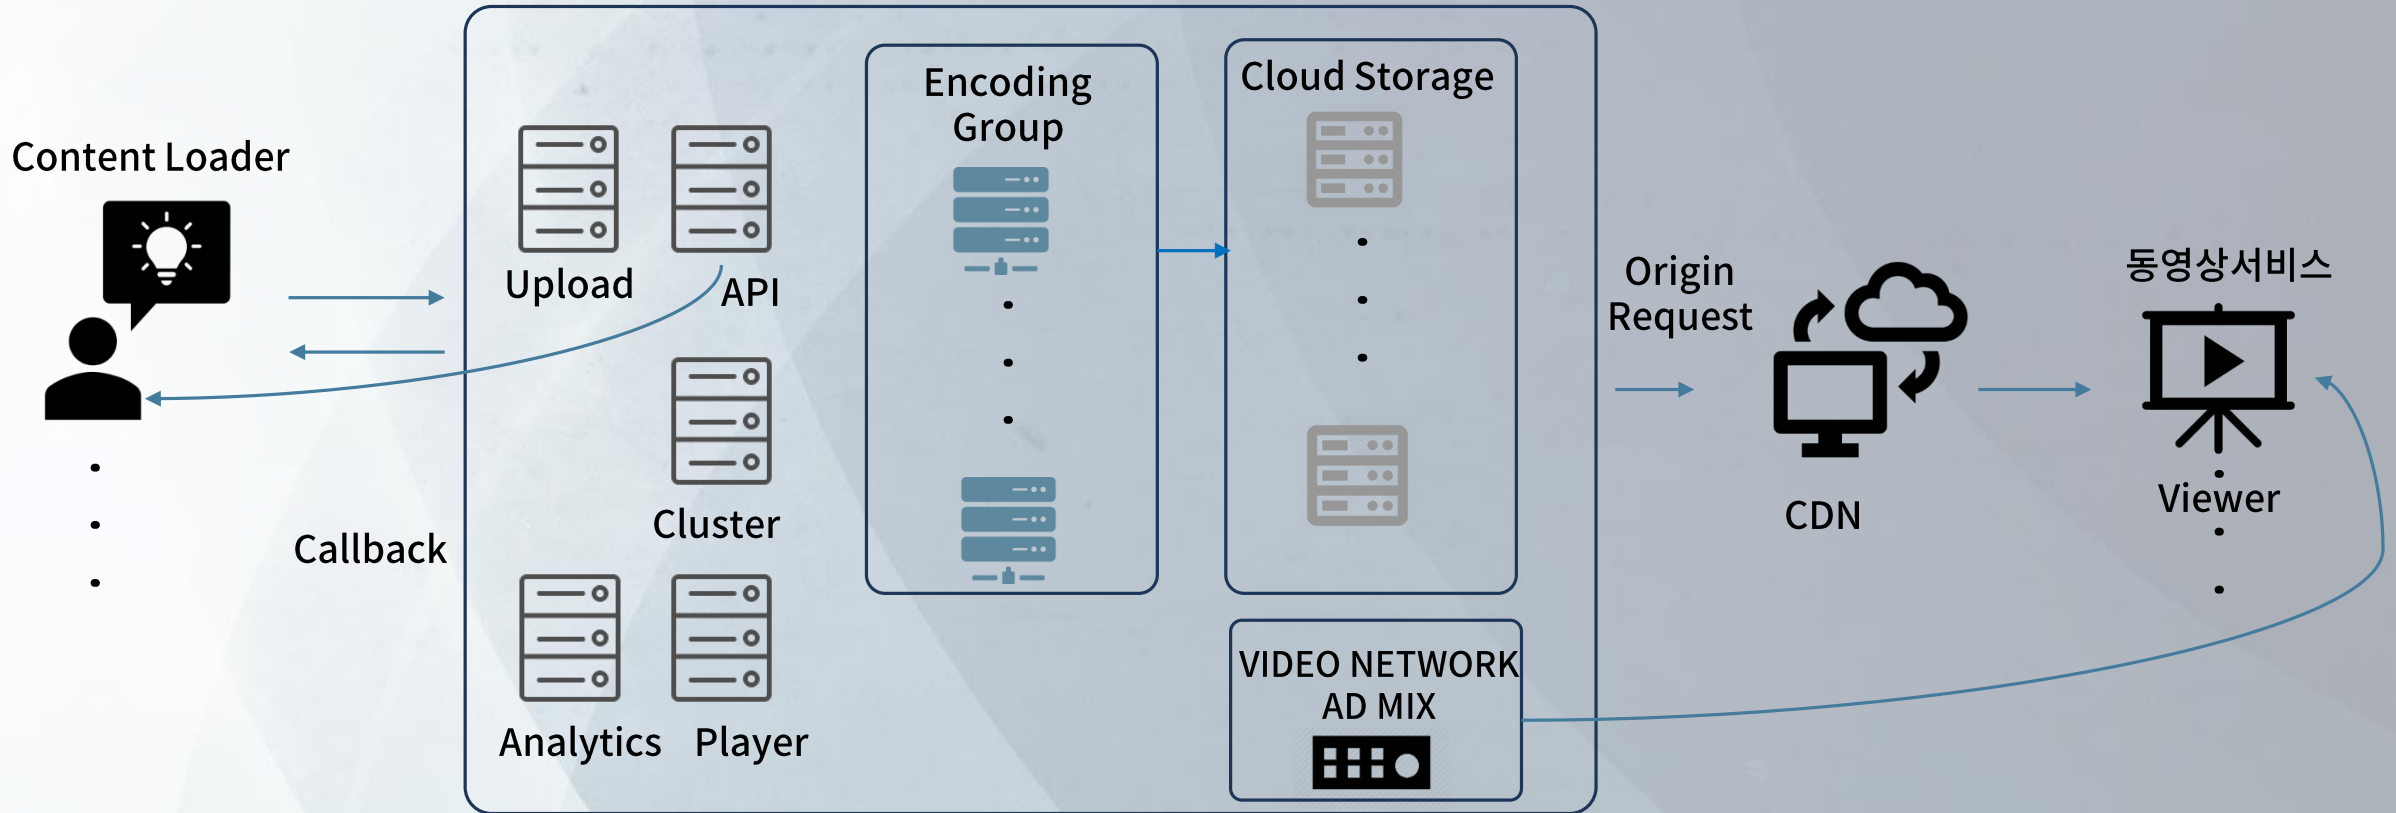 Content Loader
Callback
Upload
API
Cluster
Analytics
Player
Encoding
Group
Cloud Storage
VIDEO NETWORK
AD MIX
Origin
Request
CDN
동영상서비스
Viewer